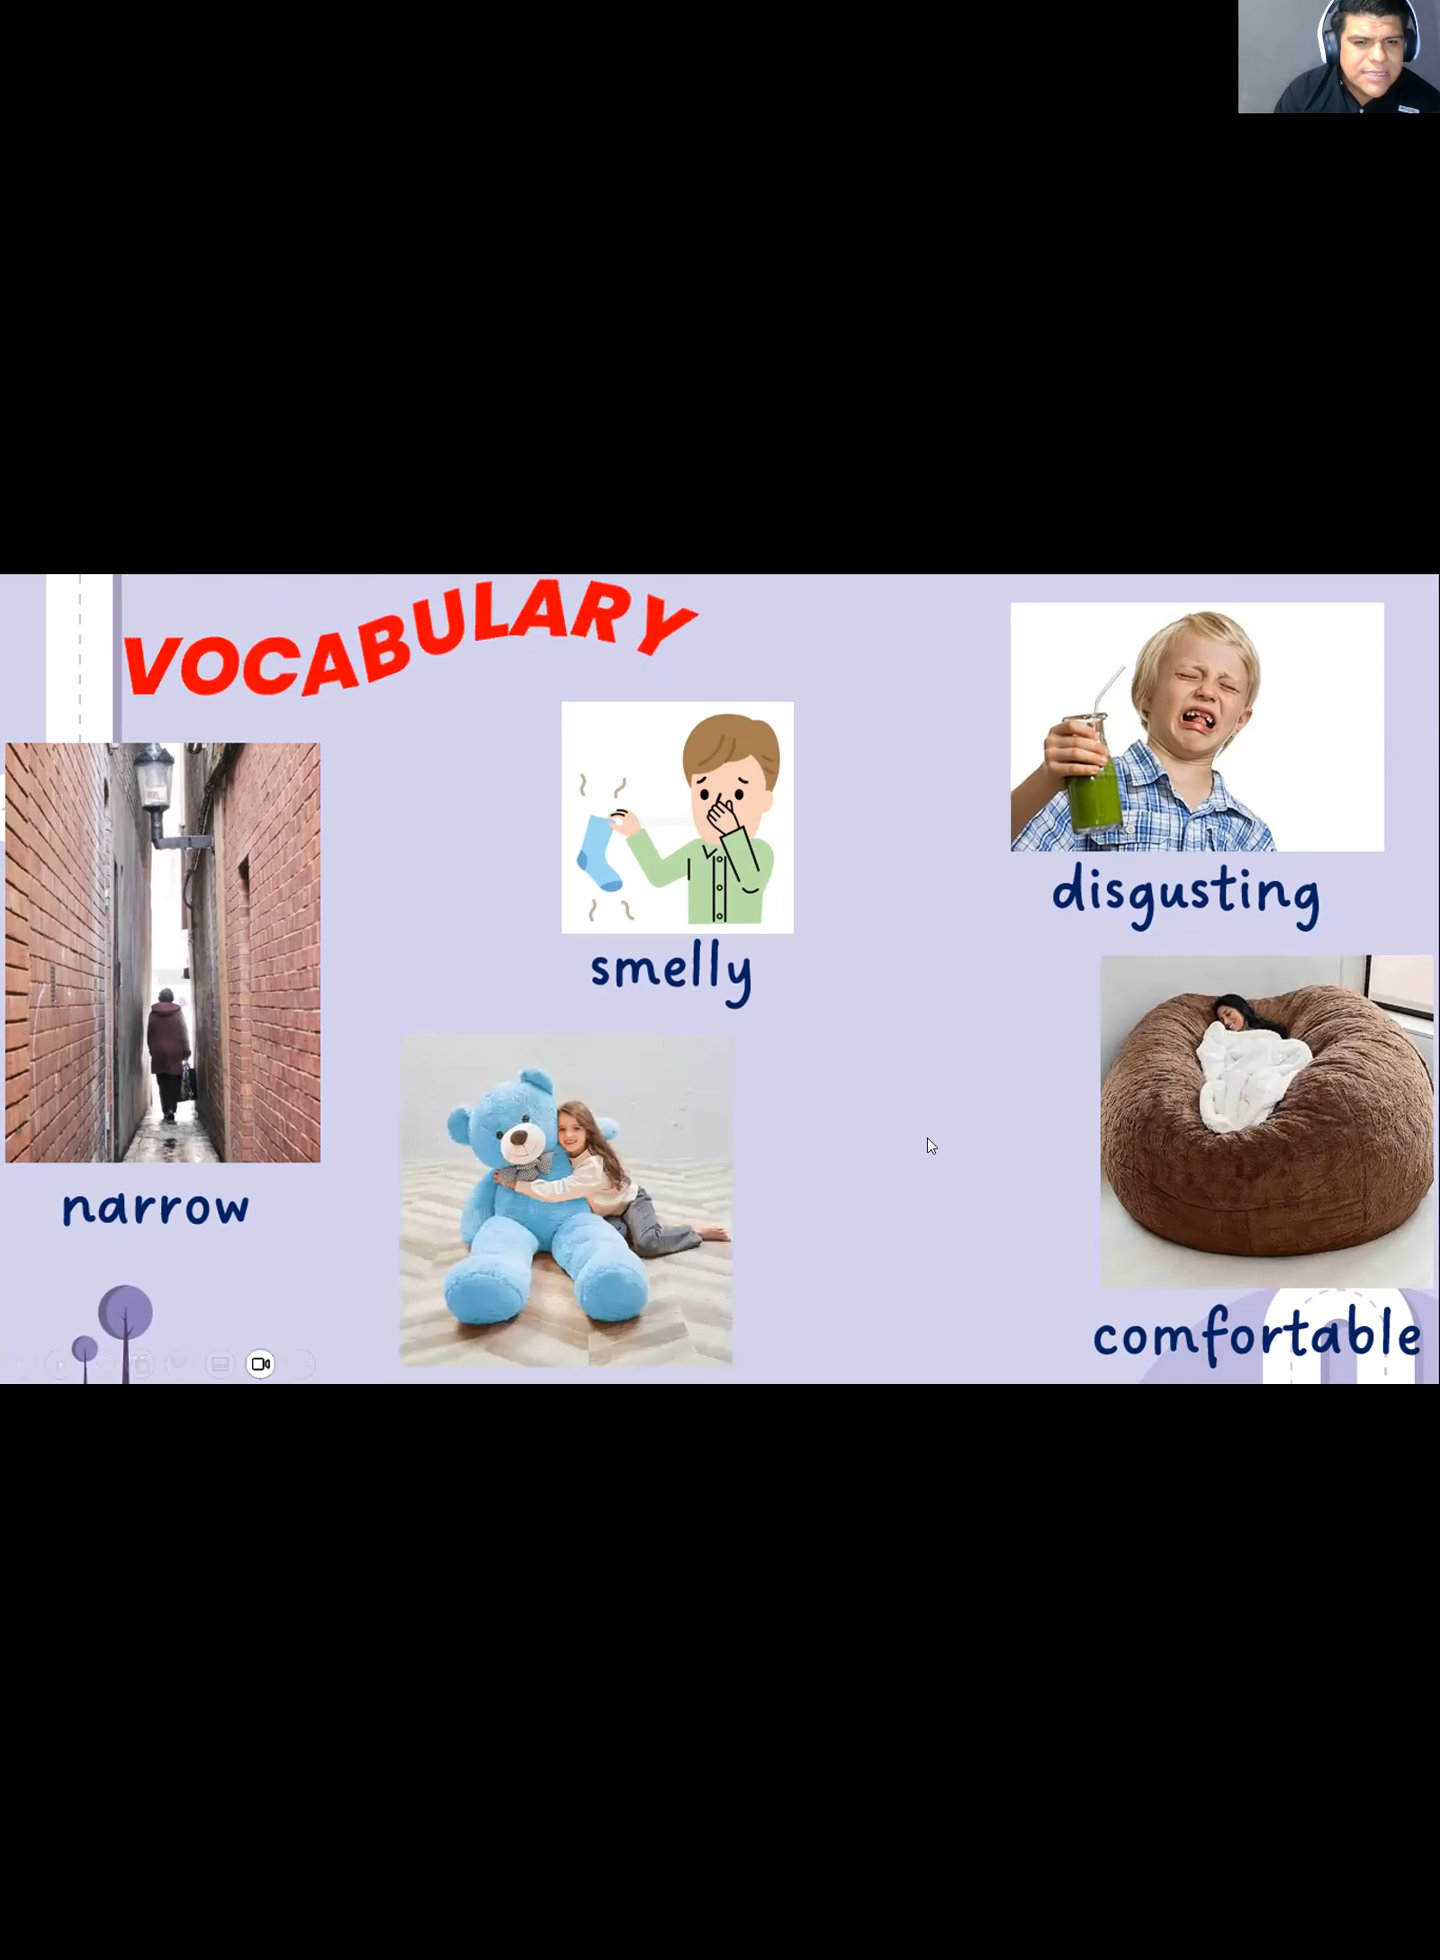 VOCABULARY
disgusting
smelly
narrow
comfortable